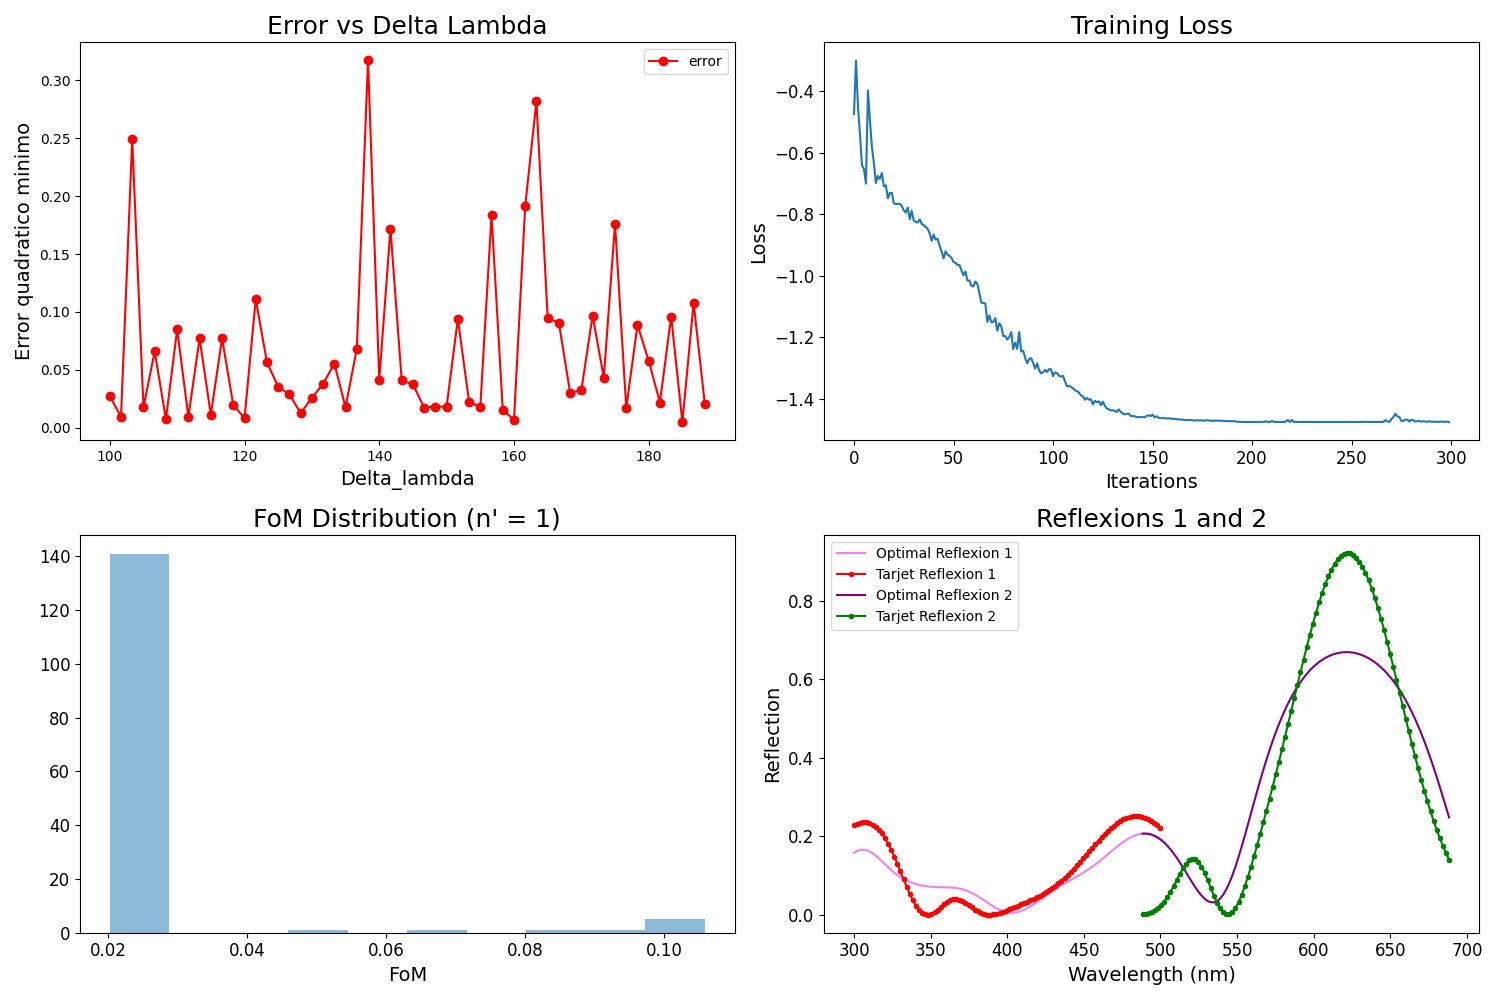 Error vs Delta Lambda
Error quadratico minimo
0.30
0.25
0.20
0.15
0.10
0.05
0.00
error
100 120 140 160 180
Delta_lambda
Training Loss
Loss
−0.4
−0.6
−0.8
−1.0
−1.2
−1.4
0 50 100 150 200 250 300
Iterations
FoM Distribution (n' = 1)
140
120
100
80
60
40
20
0
0.02 0.04 0.06 0.08 0.10
FoM
Reflexions 1 and 2
Reflection
0.8
0.6
0.4
0.2
0.0
Optimal Reflexion 1
Tarjet Reflexion 1
Optimal Reflexion 2
Tarjet Reflexion 2
300 350 400 450 500 550 600 650 700
Wavelength (nm)